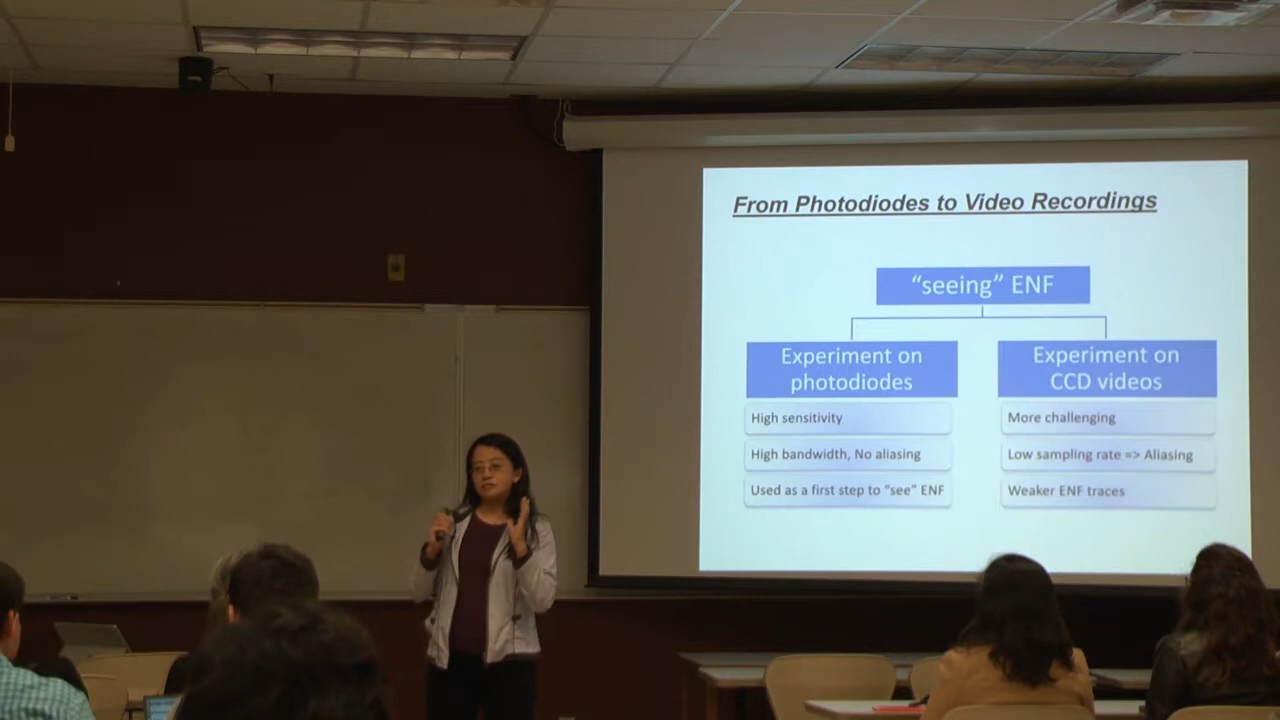 From Photodiodes to Video Recordings
“seeing” ENF
Experiment on
photodiodes
High sensitivity
High bandwidth, No aliasing
Used as a first step to “see” ENF
Experiment on
CCD videos
More challenging
Low sampling rate => Aliasing
Weaker ENF traces